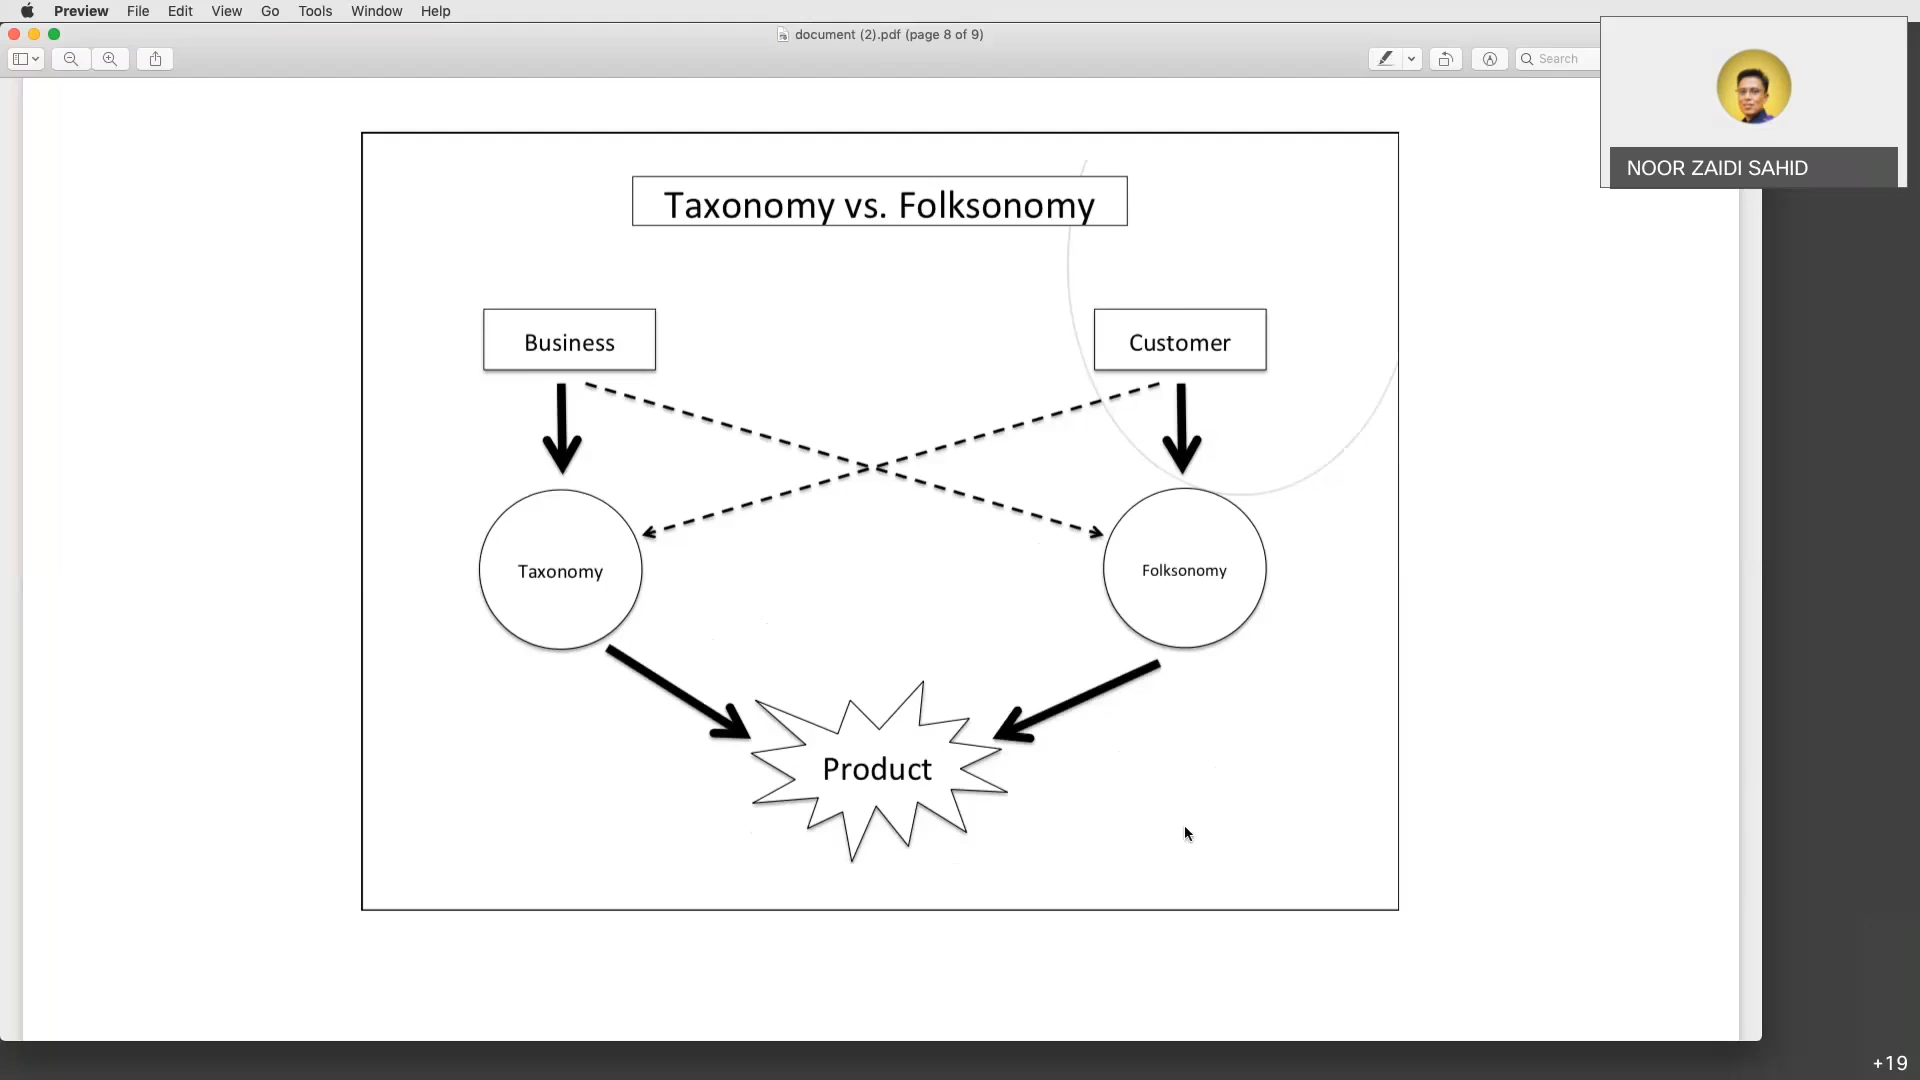 Preview File Edit View Go Tools Window Help
document (2).pdf (page 8 of 9)
Search
NOOR ZAIDI SAHID
Taxonomy vs. Folksonomy
Business
Customer
Taxonomy
Folksonomy
Product
+19